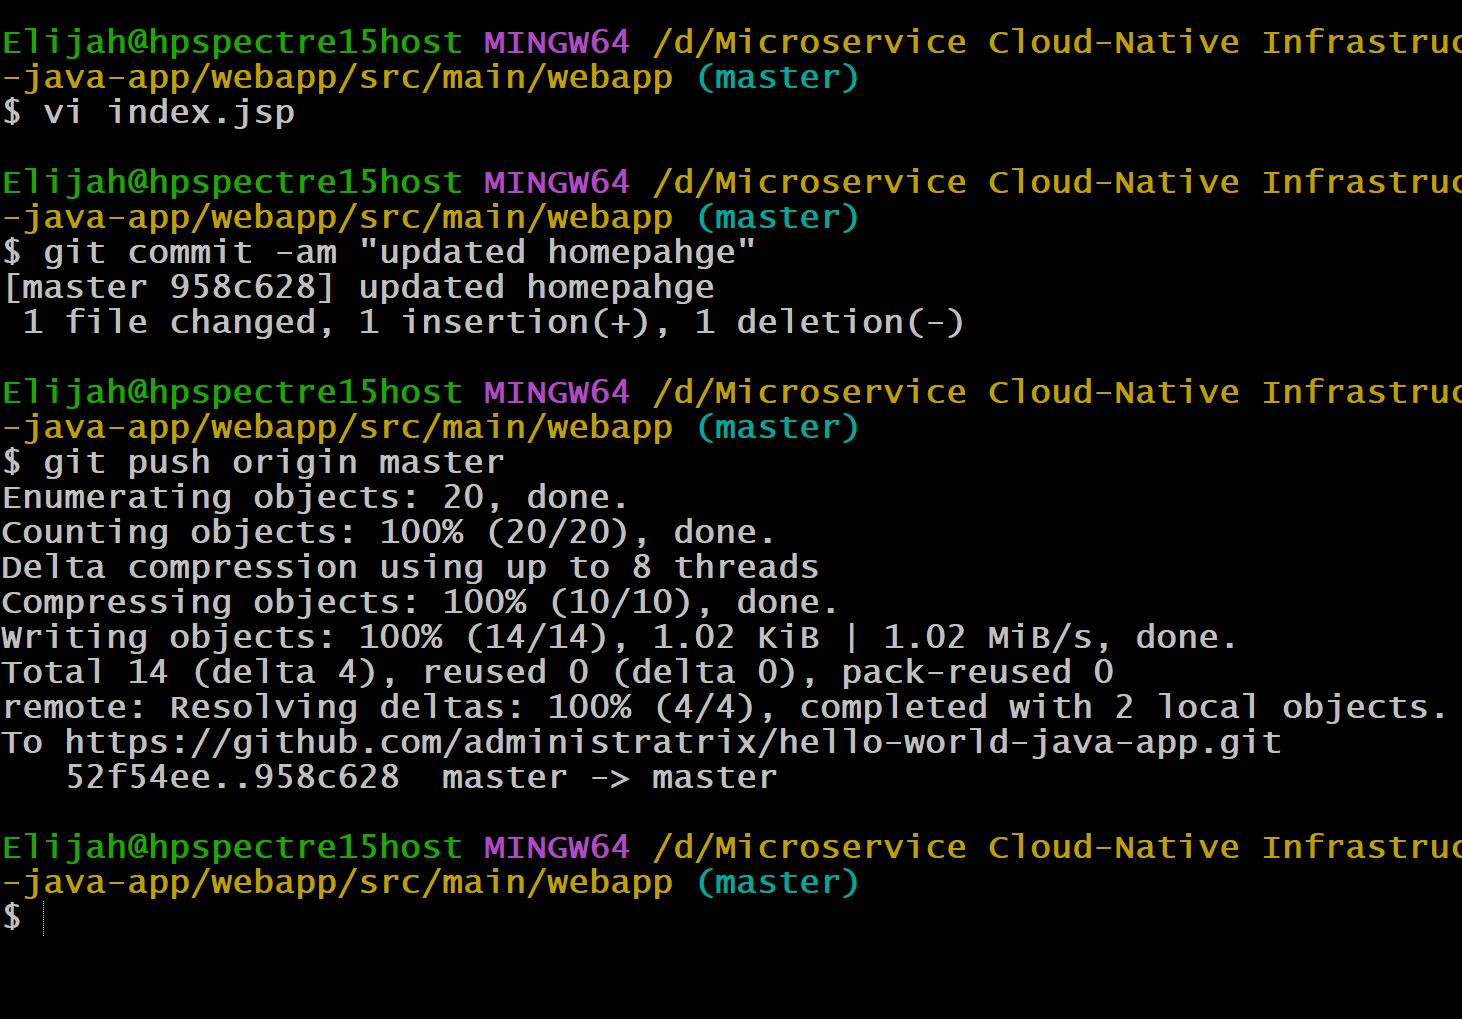 Elijah@hpspectre15host MINGW64 /d/Microservice Cloud-Native Infrastruc
-java-app/webapp/src/main/webapp (master)
$ vi index.jsp
Elijah@hpspectre15host MINGW64 /d/Microservice Cloud-Native Infrastruc
-java-app/webapp/src/main/webapp (master)
$ git commit -am "updated homepahge"
[master 958c628] updated homepahge
 1 file changed, 1 insertion(+), 1 deletion(-)
Elijah@hpspectre15host MINGW64 /d/Microservice Cloud-Native Infrastruc
-java-app/webapp/src/main/webapp (master)
$ git push origin master
Enumerating objects: 20, done.
Counting objects: 100% (20/20), done.
Delta compression using up to 8 threads
Compressing objects: 100% (10/10), done.
Writing objects: 100% (14/14), 1.02 KiB | 1.02 MiB/s, done.
Total 14 (delta 4), reused 0 (delta 0), pack-reused 0
remote: Resolving deltas: 100% (4/4), completed with 2 local objects.
To https://github.com/administratrix/hello-world-java-app.git
   52f54ee..958c628  master -> master
Elijah@hpspectre15host MINGW64 /d/Microservice Cloud-Native Infrastruc
-java-app/webapp/src/main/webapp (master)
$